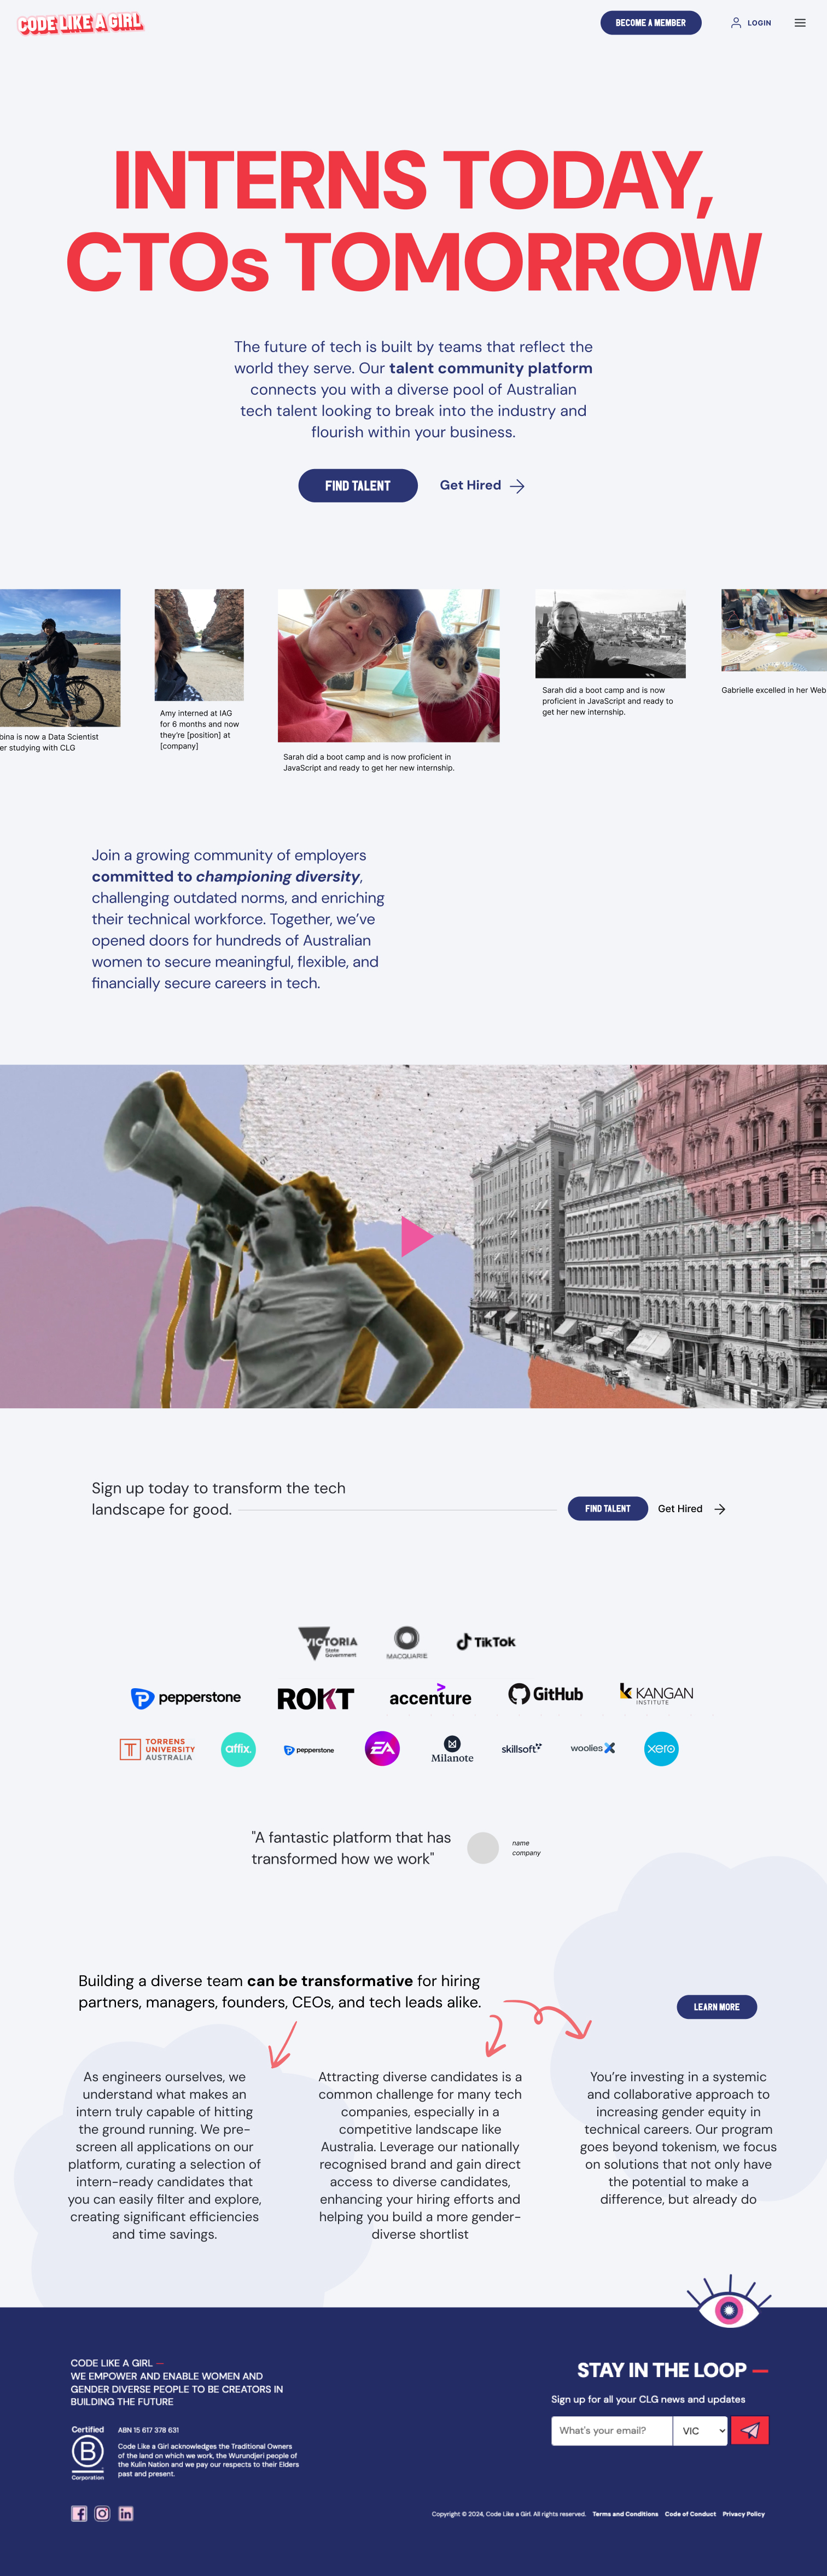 CODE LIKE A GIRL
BECOME A MEMBER
LOGIN
INTERNS TODAY,
CTOs TOMORROW
The future of tech is built by teams that reflect the
world they serve. Our talent community platform
connects you with a diverse pool of Australian
tech talent looking to break into the industry and
flourish within your business.
FIND TALENT
Get Hired
bina is now a Data Scientist
er studying with CLG
Amy interned at IAG
for 6 months and now
they're [position] at
[company]
Sarah did a boot camp and is now proficient in
JavaScript and ready to get her new internship.
Sarah did a boot camp and is now
proficient in JavaScript and ready to
get her new internship.
Gabrielle excelled in her Web
Join a growing community of employers
committed to championing diversity,
challenging outdated norms, and enriching
their technical workforce. Together, we've
opened doors for hundreds of Australian
women to secure meaningful, flexible, and
financially secure careers in tech.
Sign up today to transform the tech
landscape for good.
FIND TALENT
Get Hired
VICTORIA
State
Government
MACQUARIE
TikTok
pepperstone
ROKT
accenture
GitHub
KANGAN
INSTITUTE
TORRENS
UNIVERSITY
AUSTRALIA
affix.
pepperstone
EA
Milanote
skillsoft
woolies X
xero
"A fantastic platform that has
transformed how we work"
name
company
Building a diverse team can be transformative for hiring
partners, managers, founders, CEOs, and tech leads alike.
LEARN MORE
As engineers ourselves, we
understand what makes an
intern truly capable of hitting
the ground running. We pre-
screen all applications on our
platform, curating a selection of
intern-ready candidates that
you can easily filter and explore,
creating significant efficiencies
and time savings.
Attracting diverse candidates is a
common challenge for many tech
companies, especially in a
competitive landscape like
Australia. Leverage our nationally
recognised brand and gain direct
access to diverse candidates,
enhancing your hiring efforts and
helping you build a more gender-
diverse shortlist
You're investing in a systemic
and collaborative approach to
increasing gender equity in
technical careers. Our program
goes beyond tokenism, we focus
on solutions that not only have
the potential to make a
difference, but already do
CODE LIKE A GIRL —
WE EMPOWER AND ENABLE WOMEN AND
GENDER DIVERSE PEOPLE TO BE CREATORS IN
BUILDING THE FUTURE
Certified
B
Corporation
ABN 15 617 378 631
Code Like a Girl acknowledges the Traditional Owners
of the land on which we work, the Wurundjeri people of
the Kulin Nation and we pay our respects to their Elders
past and present.
STAY IN THE LOOP —
Sign up for all your CLG news and updates
What's your email?
VIC
Copyright © 2024, Code Like a Girl. All rights reserved. Terms and Conditions Code of Conduct Privacy Policy